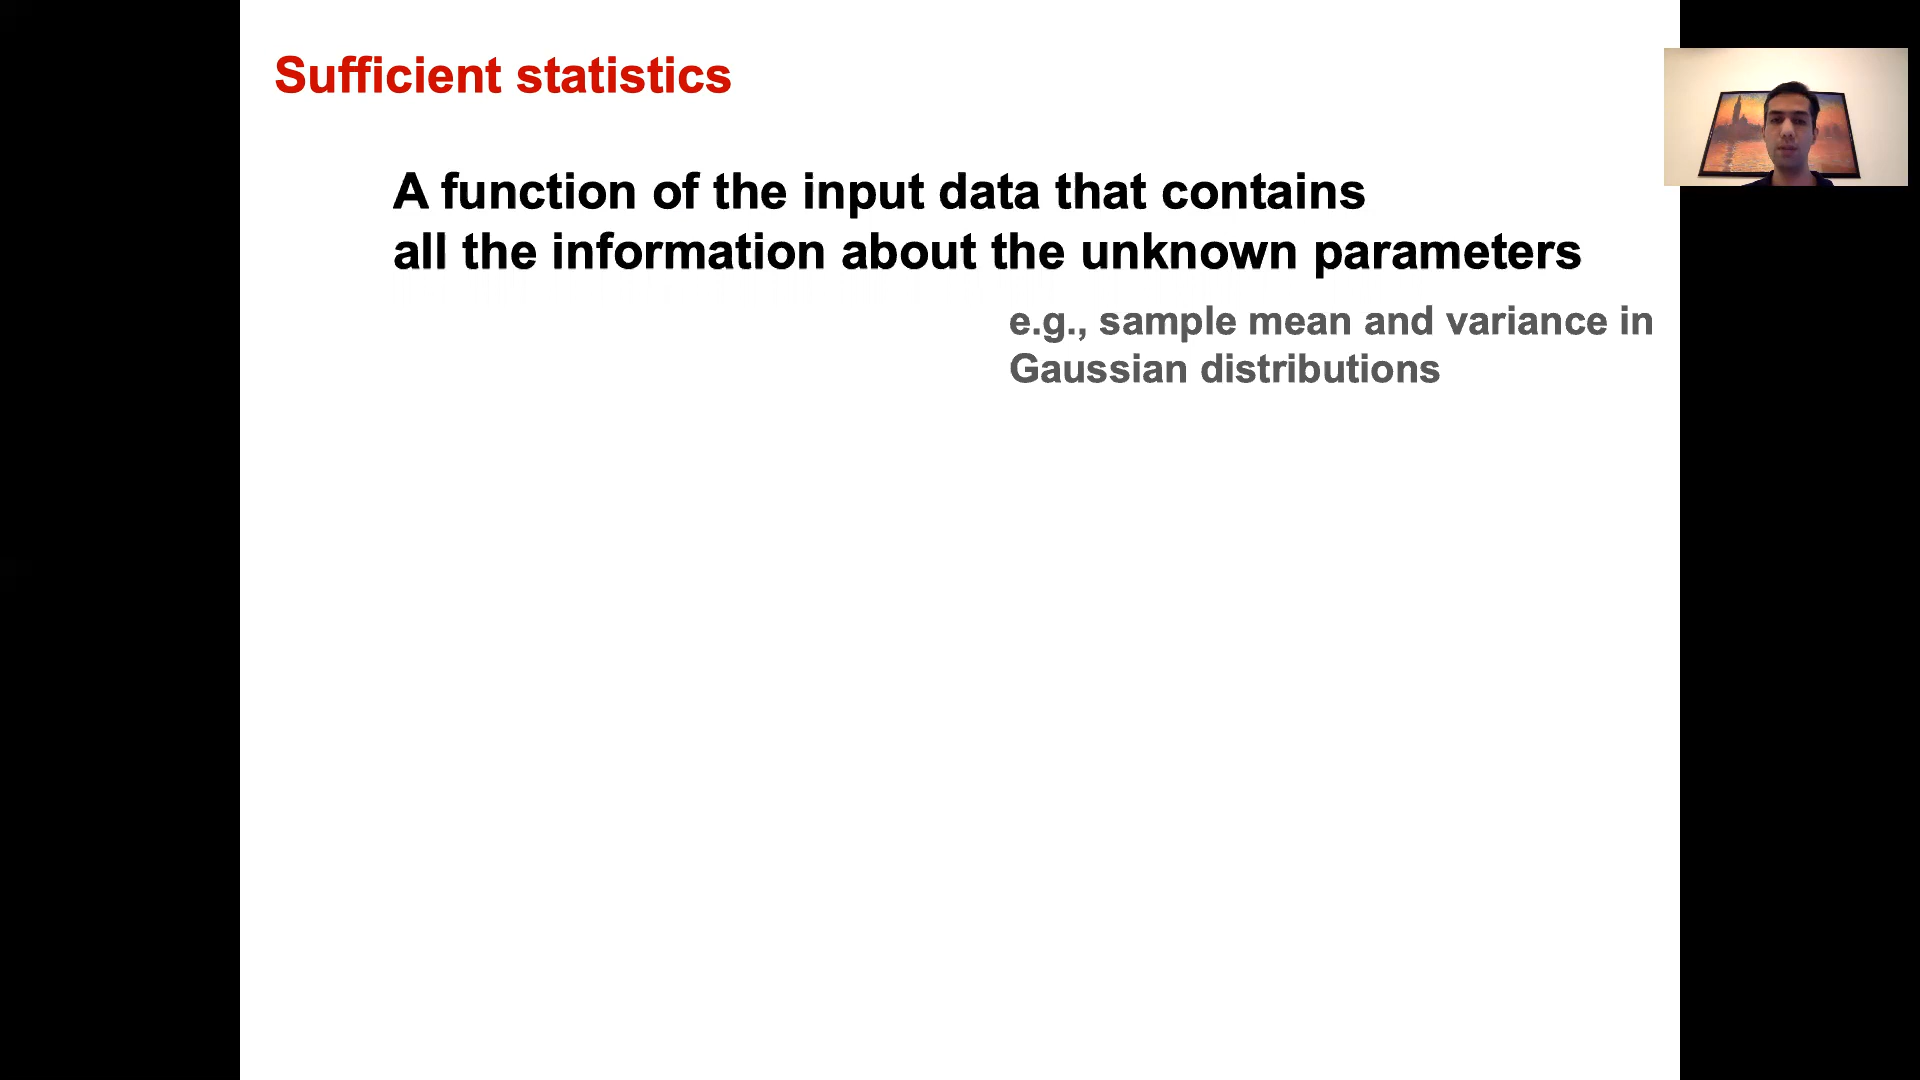 Sufficient statistics
A function of the input data that contains
all the information about the unknown parameters
e.g., sample mean and variance in
Gaussian distributions